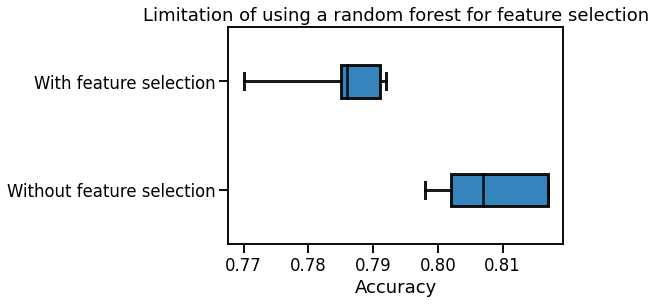 Limitation of using a random forest for feature selection
With feature selection
Without feature selection
0.77 0.78 0.79 0.80 0.81
Accuracy